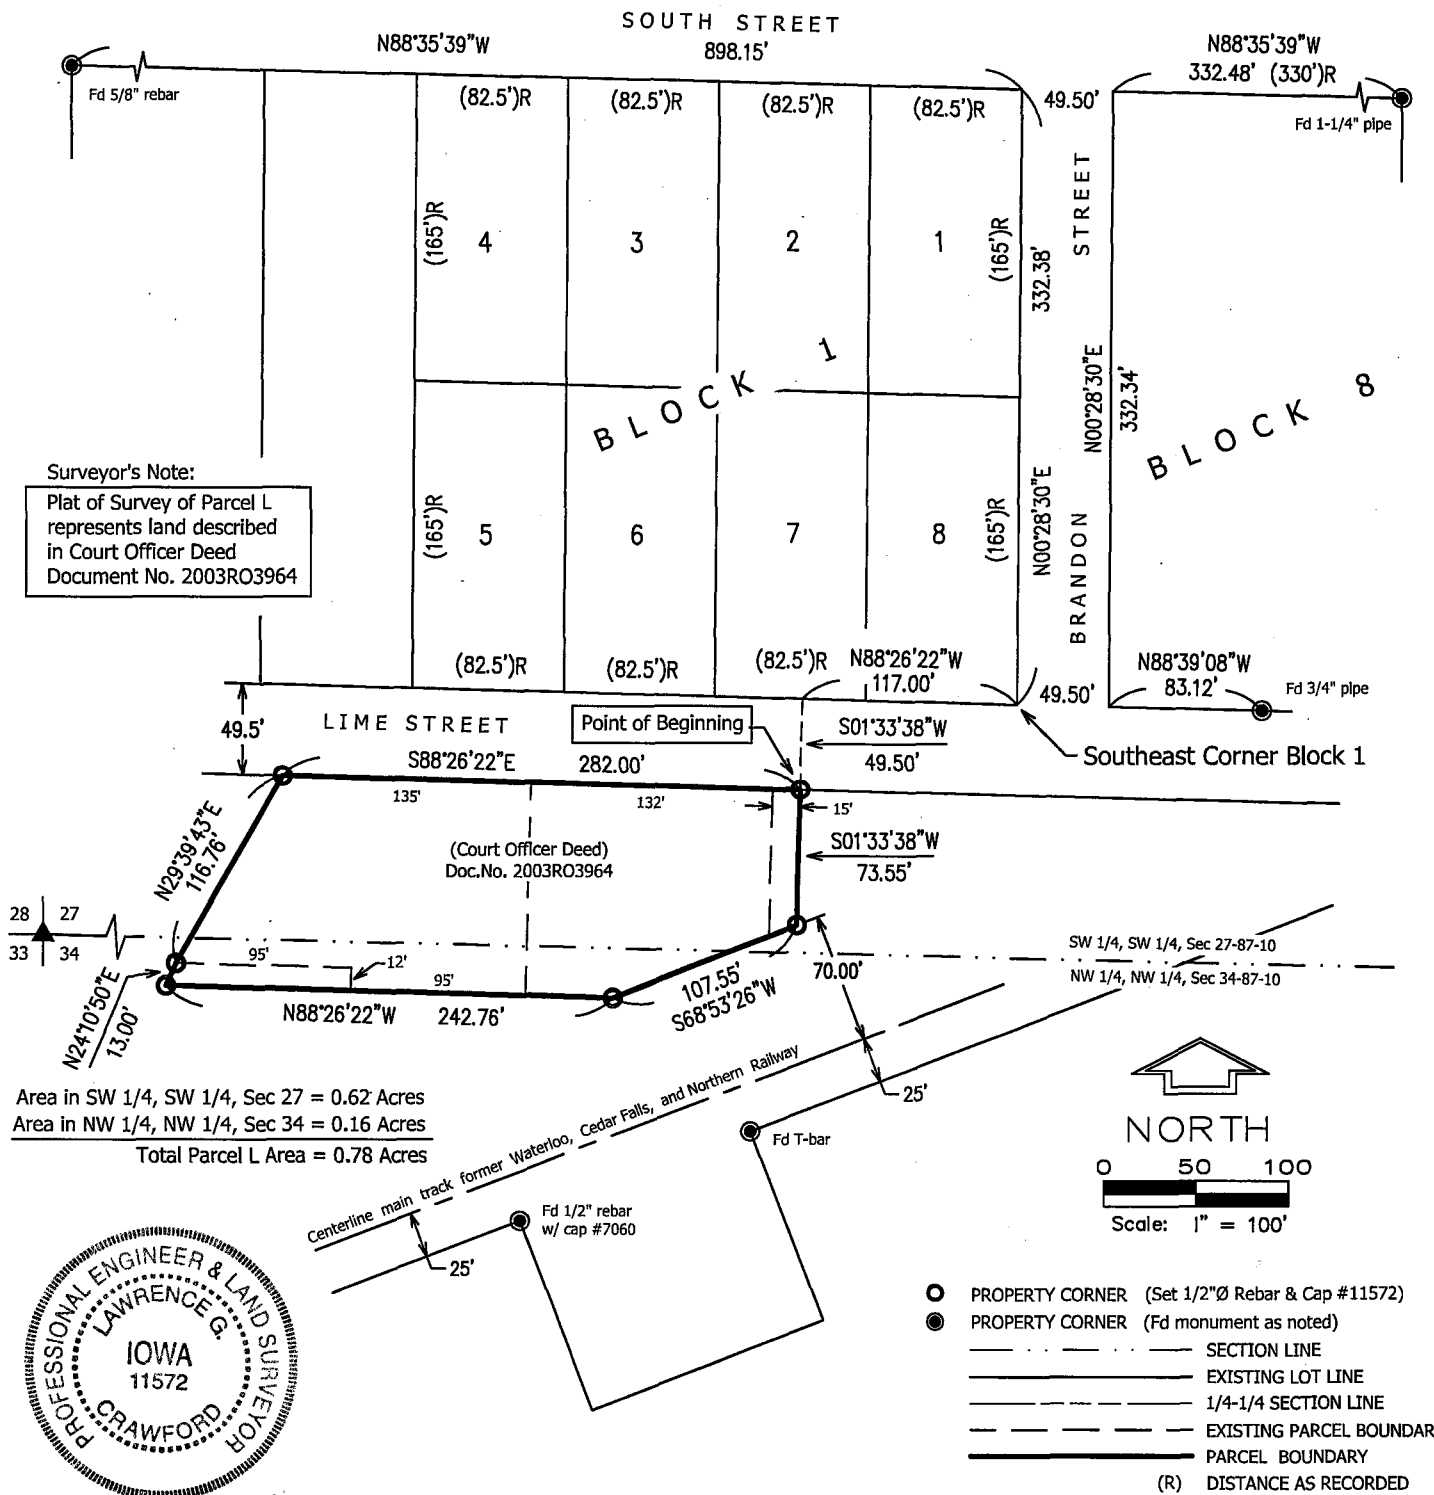 SOUTH STREET
N88°35'39"W
898.15'
N88°35'39"W
332.48' (330')R
Fd 5/8" rebar
(82.5')R
(82.5')R
(82.5')R
(82.5')R
49.50'
Fd 1-1/4" pipe
(165')R
4
3
2
1
(165')R
332.38'
STREET
BLOCK 1
N00°28'30"E
332.34'
BLOCK 8
Surveyor's Note:
Plat of Survey of Parcel L
represents land described
in Court Officer Deed
Document No. 2003RO3964
(165')R
5
6
7
8
(165')R
N00°28'30"E
BRANDON
(82.5')R
(82.5')R
(82.5')R
N88°26'22"W
117.00'
49.50'
N88°39'08"W
83.12'
Fd 3/4" pipe
49.5'
LIME STREET
Point of Beginning
S01°33'38"W
49.50'
Southeast Corner Block 1
S88°26'22"E
282.00'
135'
132'
15'
N29°39'43"E
116.76'
(Court Officer Deed)
Doc.No. 2003RO3964
S01°33'38"W
73.55'
28 27
33 34
95'
12'
95'
N24°10'50"E
13.00'
N88°26'22"W
242.76'
107.55'
S68°53'26"W
70.00'
SW 1/4, SW 1/4, Sec 27-87-10
NW 1/4, NW 1/4, Sec 34-87-10
Area in SW 1/4, SW 1/4, Sec 27 = 0.62 Acres
Area in NW 1/4, NW 1/4, Sec 34 = 0.16 Acres
Total Parcel L Area = 0.78 Acres
Centerline main track former Waterloo, Cedar Falls, and Northern Railway
25'
Fd T-bar
Fd 1/2" rebar
w/ cap #7060
25'
NORTH
0 50 100
Scale: 1" = 100'
PROFESSIONAL ENGINEER & LAND SURVEYOR
LAWRENCE G.
IOWA
11572
CRAWFORD
PROPERTY CORNER (Set 1/2"Ø Rebar & Cap #11572)
PROPERTY CORNER (Fd monument as noted)
SECTION LINE
EXISTING LOT LINE
1/4-1/4 SECTION LINE
EXISTING PARCEL BOUNDAR
PARCEL BOUNDARY
(R) DISTANCE AS RECORDED